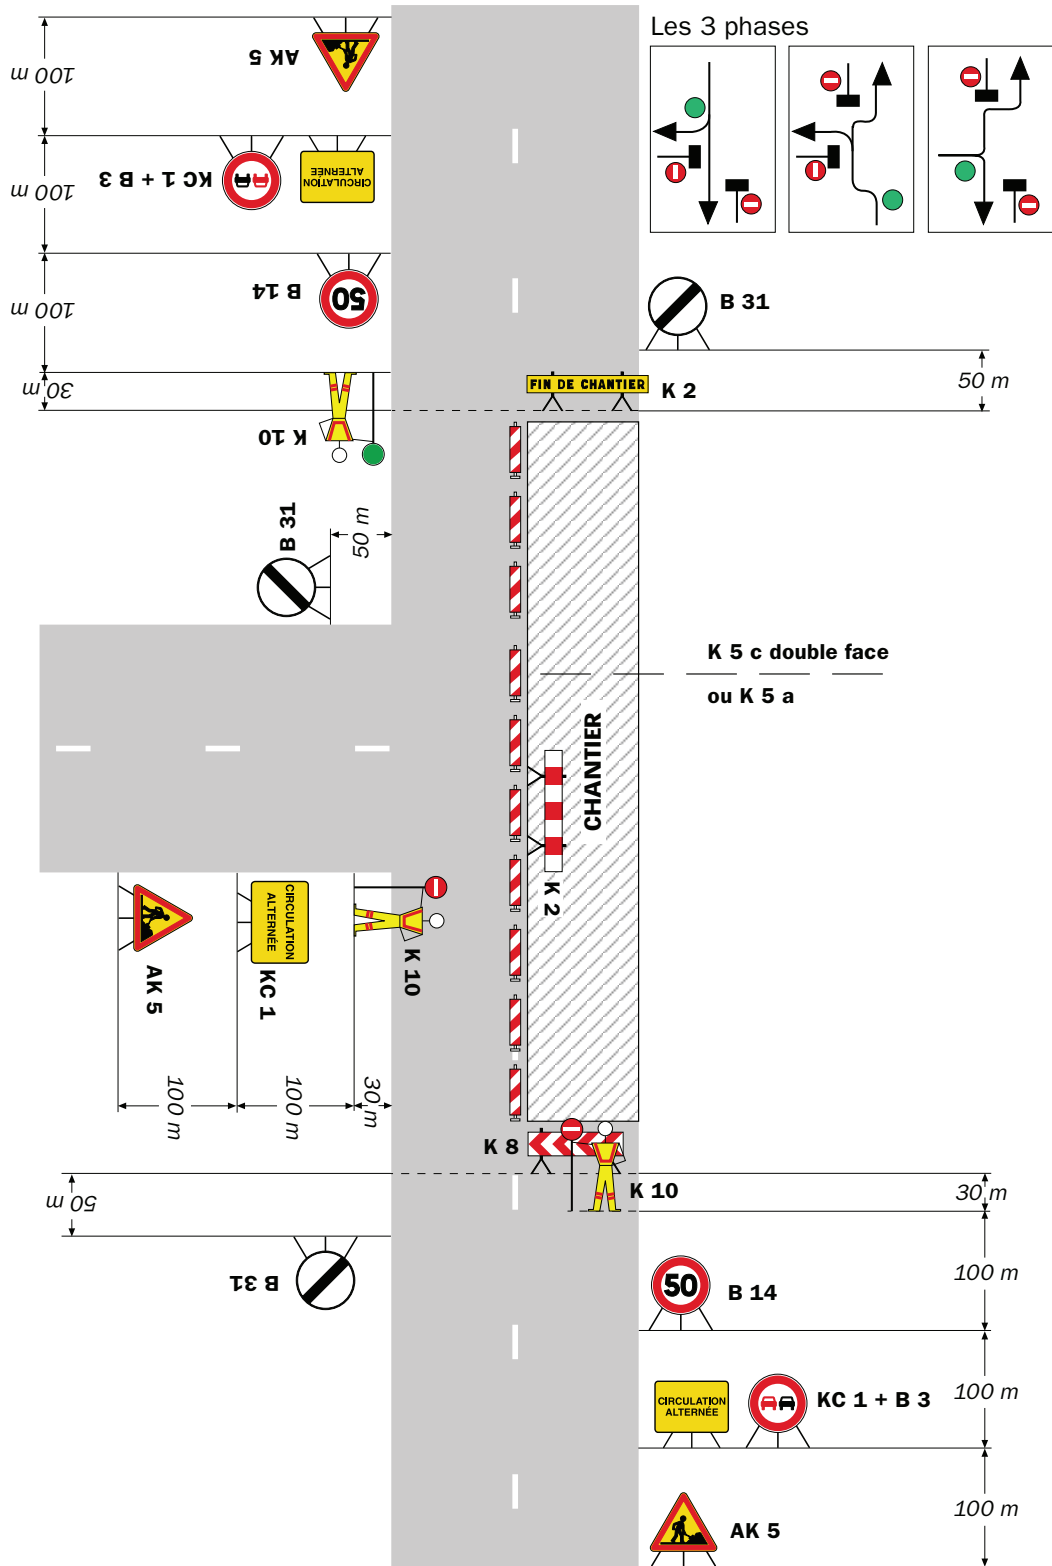 Les 3 phases
AK 5
100 m
KC 1 + B 3
CIRCULATION
ALTERNÉE
100 m
B 14
50
100 m
B 31
50 m
FIN DE CHANTIER
K 2
30 m
K 10
B 31
50 m
K 5 c double face
ou K 5 a
CHANTIER
K 2
AK 5
CIRCULATION
ALTERNÉE
KC 1
K 10
100 m
100 m
30 m
K 8
K 10
30 m
50 m
B 31
50
B 14
100 m
CIRCULATION
ALTERNÉE
KC 1 + B 3
100 m
AK 5
100 m